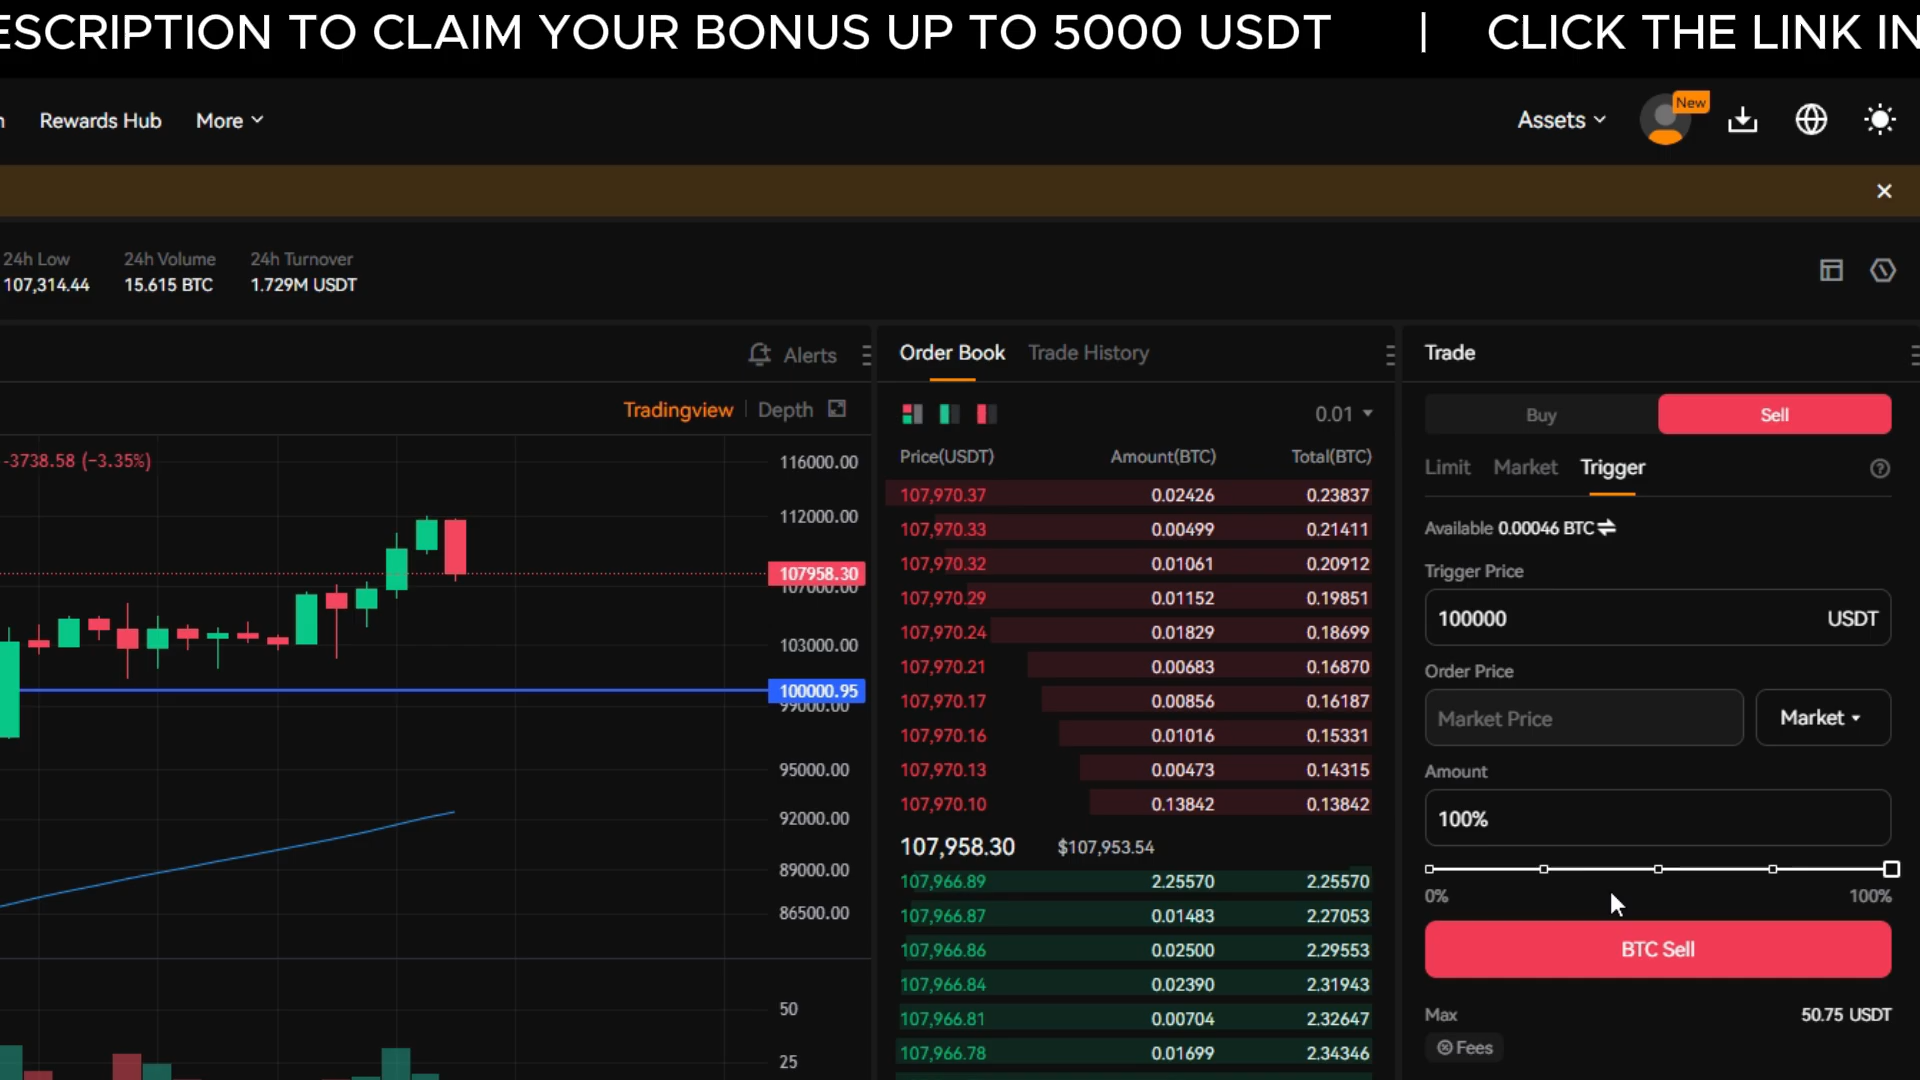 ESCRIPTION TO CLAIM YOUR BONUS UP TO 5000 USDT | CLICK THE LINK IN
Rewards Hub More Assets New
24h Low 24h Volume 24h Turnover
107,314.44 15.615 BTC 1.729M USDT
Alerts
Tradingview Depth
-3738.58 (−3.35%)
116000.00
112000.00
107958.30
107000.00
103000.00
100000.95
99000.00
95000.00
92000.00
89000.00
86500.00
50
25
Order Book Trade History
0.01
Price(USDT) Amount(BTC) Total(BTC)
107,970.37 0.02426 0.23837
107,970.33 0.00499 0.21411
107,970.32 0.01061 0.20912
107,970.29 0.01152 0.19851
107,970.24 0.01829 0.18699
107,970.21 0.00683 0.16870
107,970.17 0.00856 0.16187
107,970.16 0.01016 0.15331
107,970.13 0.00473 0.14315
107,970.10 0.13842 0.13842
107,958.30 $107,953.54
107,966.89 2.25570 2.25570
107,966.87 0.01483 2.27053
107,966.86 0.02500 2.29553
107,966.84 0.02390 2.31943
107,966.81 0.00704 2.32647
107,966.78 0.01699 2.34346
Trade
Buy Sell
Limit Market Trigger
Available 0.00046 BTC
Trigger Price
100000 USDT
Order Price
Market Price Market
Amount
100%
0% 100%
BTC Sell
Max 50.75 USDT
Fees